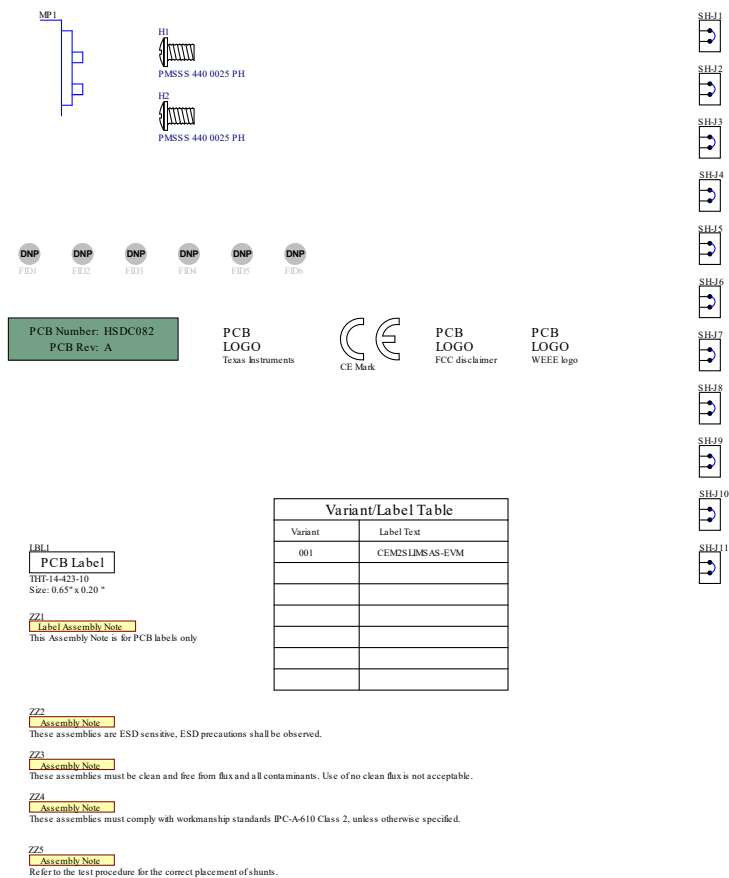 MP1
H1
PMSSS 440 0025 PH
H2
PMSSS 440 0025 PH
SH-J1
SH-J2
SH-J3
SH-J4
SH-J5
SH-J6
SH-J7
SH-J8
SH-J9
SH-J10
SH-J11
DNP DNP DNP DNP DNP DNP
FID1 FID2 FID3 FID4 FID5 FID6
PCB Number: HSDC082
PCB Rev: A
PCB
LOGO
Texas Instruments
CE
CE Mark
PCB
LOGO
FCC disclaimer
PCB
LOGO
WEEE logo
Variant/Label Table
Variant Label Text
001 CEM2SLIMSAS-EVM
LBL1
PCB Label
THT-14-423-10
Size: 0.65" x 0.20 "
ZZ1
Label Assembly Note
This Assembly Note is for PCB labels only
ZZ2
Assembly Note
These assemblies are ESD sensitive, ESD precautions shall be observed.
ZZ3
Assembly Note
These assemblies must be clean and free from flux and all contaminants. Use of no clean flux is not acceptable.
ZZ4
Assembly Note
These assemblies must comply with workmanship standards IPC-A-610 Class 2, unless otherwise specified.
ZZ5
Assembly Note
Refer to the test procedure for the correct placement of shunts.